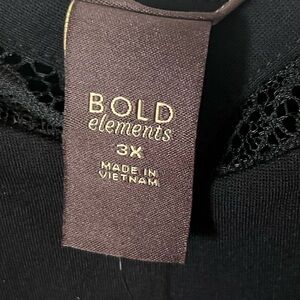 BOLD
elements
3X
MADE IN
VIETNAM